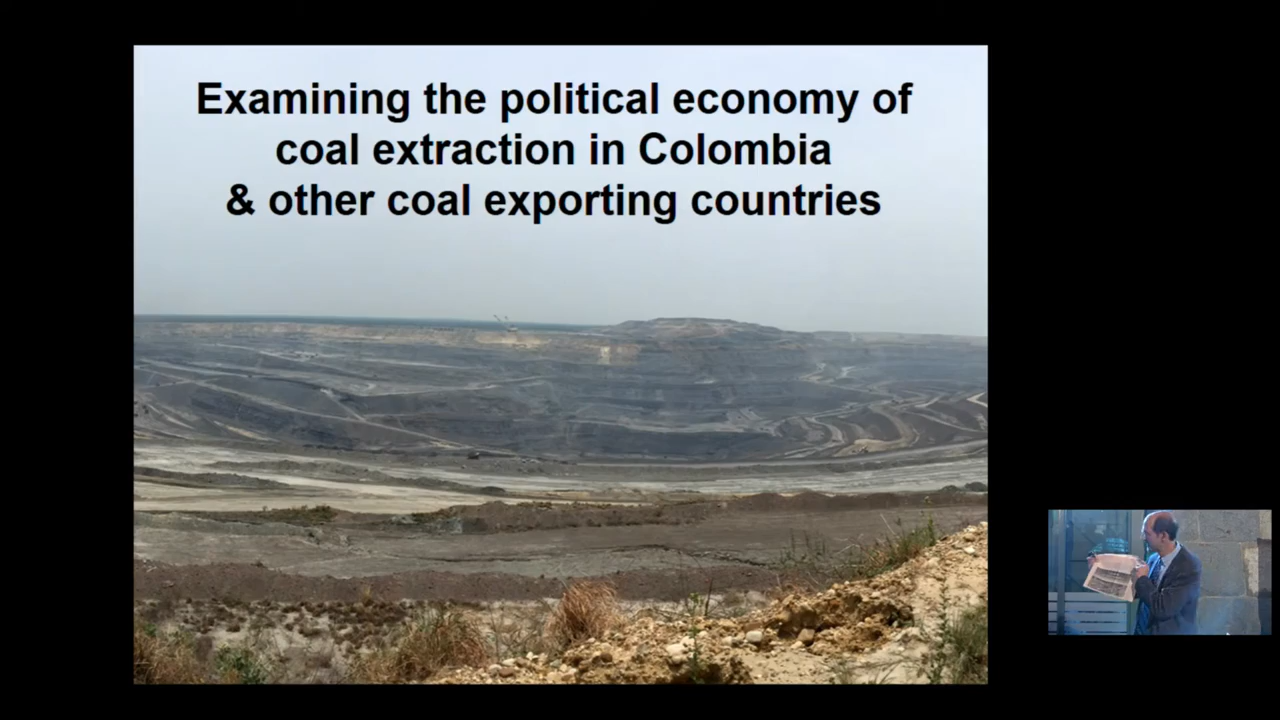 Examining the political economy of
coal extraction in Colombia
& other coal exporting countries